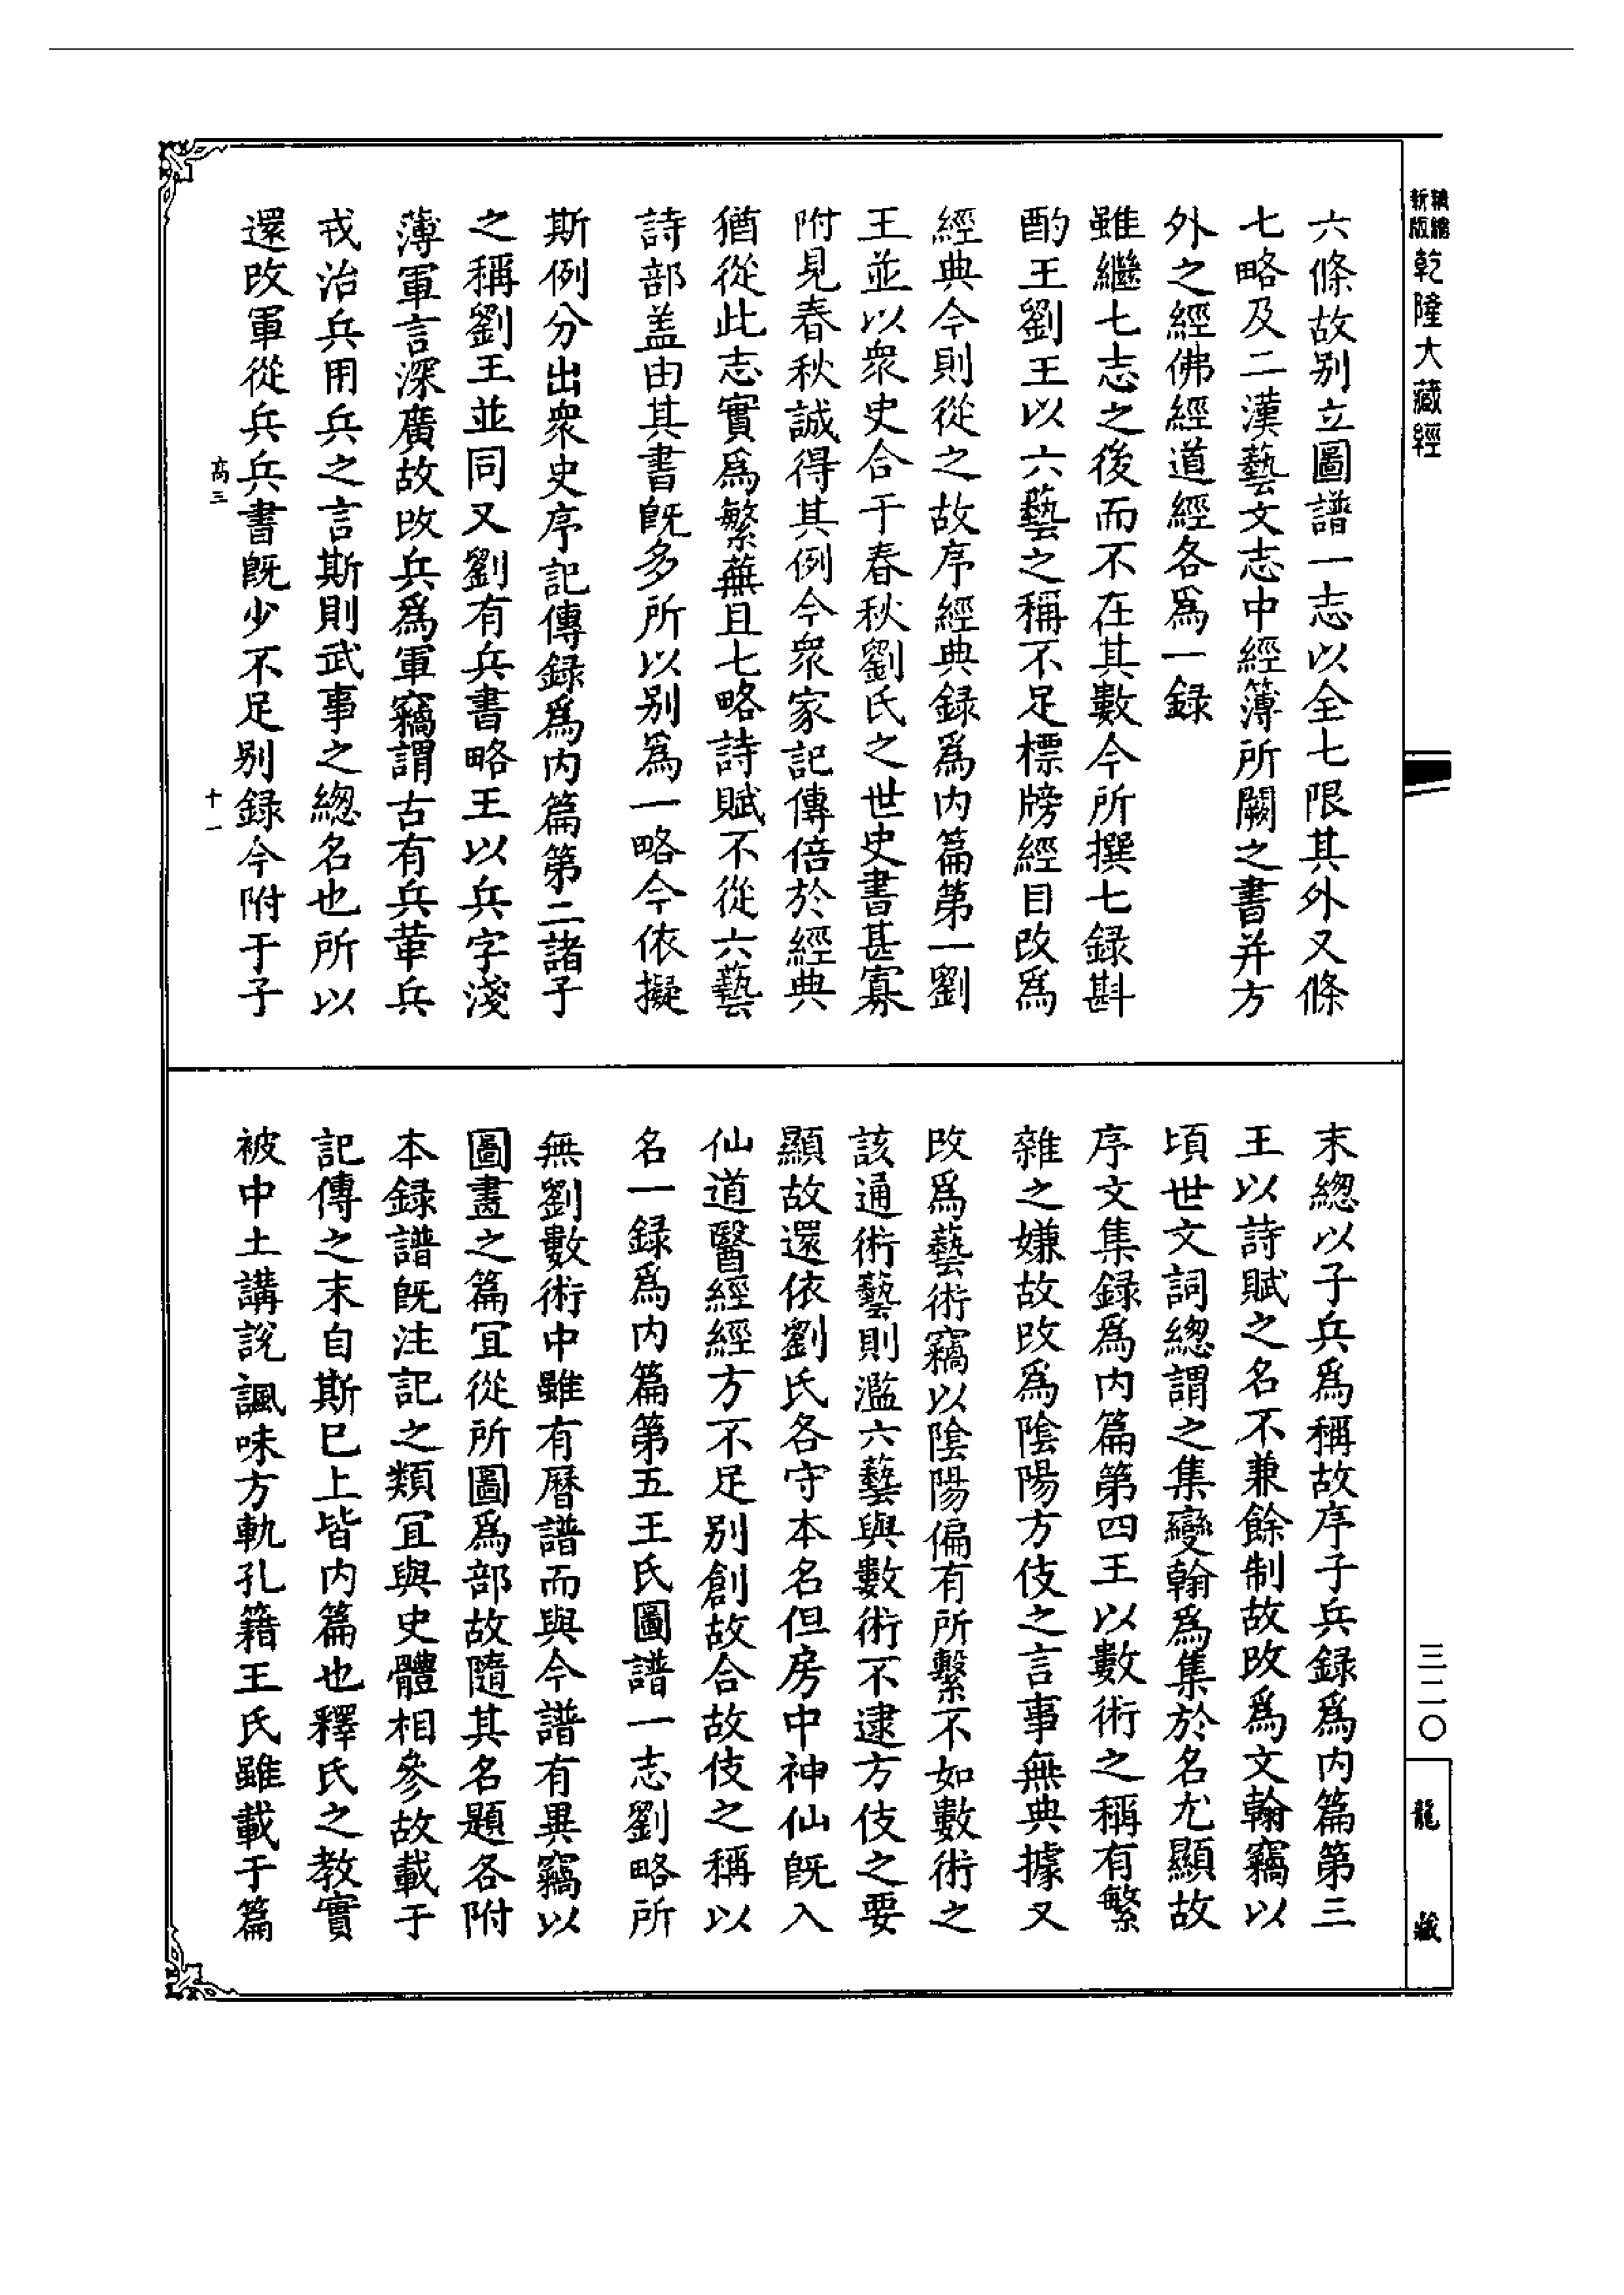 精縮
新版
乾隆大藏經
六條故别立圖譜一志以全七限其外又條
七略及二漢藝文志中經簿所闕之書并方
外之經佛經道經各爲一録
雖繼七志之後而不在其數今所撰七録斟
酌王劉王以六藝之稱不足標牓經目改爲
經典今則從之故序經典録爲内篇第一劉
王並以衆史合于春秋劉氏之世史書甚寡
附見春秋誠得其例今衆家記傳倍於經典
猶從此志實爲繁蕪且七略詩賦不從六藝
詩部盖由其書旣多所以别爲一略今依擬
斯例分出衆史序記傳録爲内篇第二諸子
之稱劉王並同又劉有兵書略王以兵字淺
薄軍言深廣故改兵爲軍竊謂古有兵革兵
戎治兵用兵之言斯則武事之緫名也所以
還改軍從兵兵書旣少不足别録今附于子
高三
十一
末緫以子兵爲稱故序子兵録爲内篇第三
王以詩賦之名不兼餘制故改爲文翰竊以
頃世文詞緫謂之集變翰爲集於名尤顯故
序文集録爲内篇第四王以數術之稱有繁
雜之嫌故改爲陰陽方伎之言事無典據又
改爲藝術竊以陰陽偏有所繫不如數術之
該通術藝則濫六藝與數術不逮方伎之要
顯故還依劉氏各守本名但房中神仙旣入
仙道醫經經方不足别創故合故伎之稱以
名一録爲内篇第五王氏圖譜一志劉略所
無劉數術中雖有曆譜而與今譜有異竊以
圖畫之篇宜從所圖爲部故隨其名題各附
本録譜旣注記之類宜與史體相參故載于
記傳之末自斯巳上皆内篇也釋氏之教實
被中土講說諷味方軌孔籍王氏雖載于篇
三二〇
龍藏